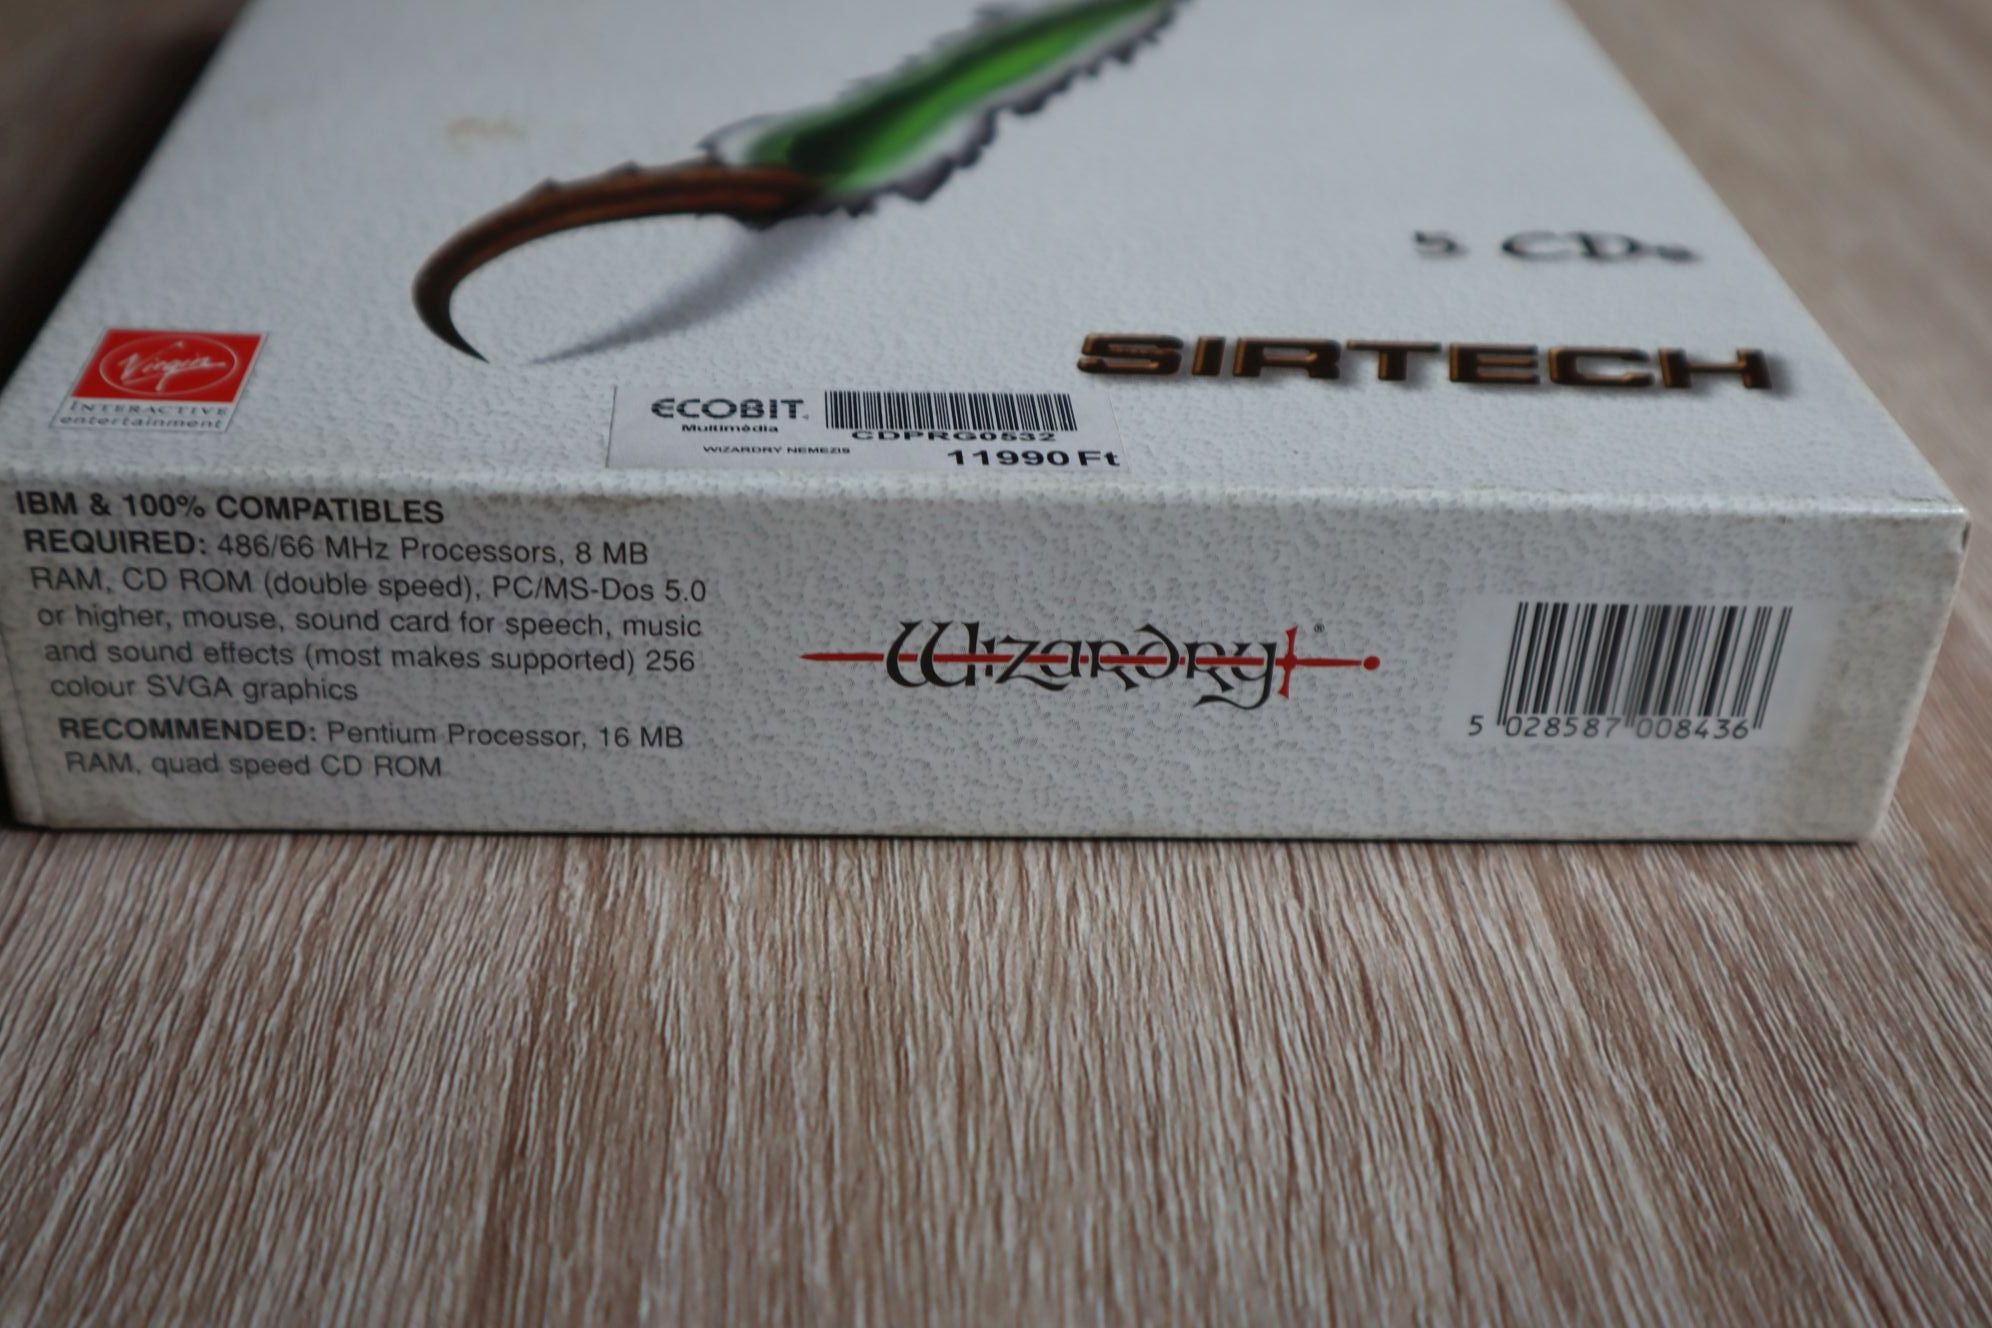 5 CDs
SIRTECH
Virgin
INTERACTIVE
entertainment
ECOBIT
Multimédia
CDPRG0532
WIZARDRY NEMEZIS
11990 Ft
IBM & 100% COMPATIBLES
REQUIRED: 486/66 MHz Processors, 8 MB
RAM, CD ROM (double speed), PC/MS-Dos 5.0
or higher, mouse, sound card for speech, music
and sound effects (most makes supported) 256
colour SVGA graphics
RECOMMENDED: Pentium Processor, 16 MB
RAM, quad speed CD ROM
Wizardry®
5 028587 008436